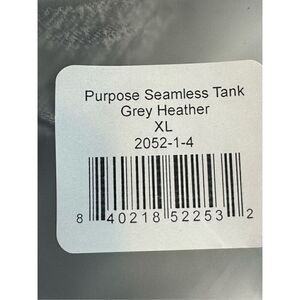 Purpose Seamless Tank
Grey Heather
XL
2052-1-4
8 40218 52253 2